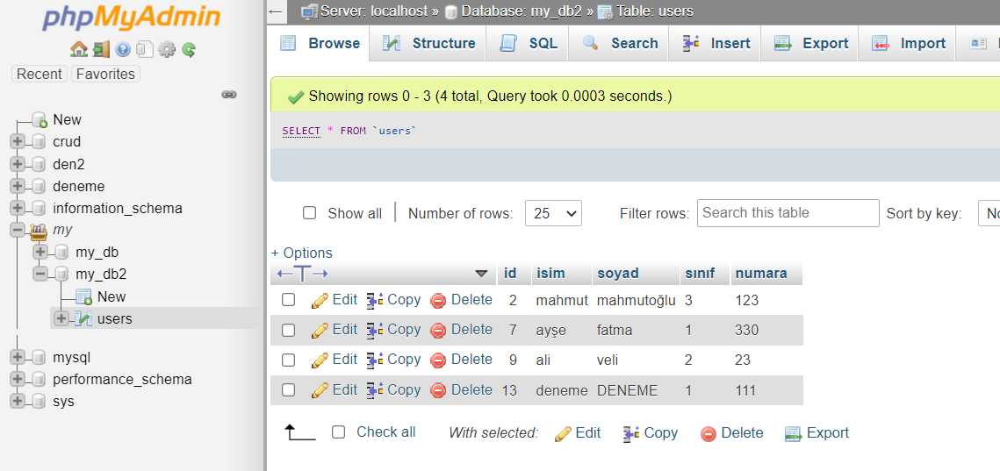 phpMyAdmin
Recent Favorites
New
crud
den2
deneme
information_schema
my
my_db
my_db2
New
users
mysql
performance_schema
sys
Server: localhost » Database: my_db2 » Table: users
Browse Structure SQL Search Insert Export Import
Showing rows 0 - 3 (4 total, Query took 0.0003 seconds.)
SELECT * FROM `users`
Show all Number of rows: 25 Filter rows: Search this table Sort by key:
+ Options
id isim soyad sınıf numara
Edit Copy Delete 2 mahmut mahmutoğlu 3 123
Edit Copy Delete 7 ayşe fatma 1 330
Edit Copy Delete 9 ali veli 2 23
Edit Copy Delete 13 deneme DENEME 1 111
Check all With selected: Edit Copy Delete Export